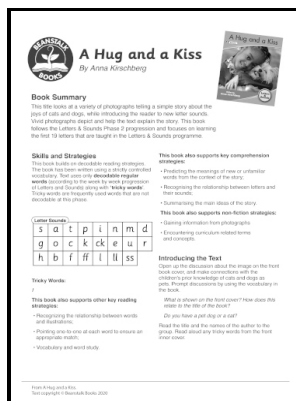 BEANSTALK
BOOKS
A Hug and a Kiss
By Anna Kirschberg
A Hug and a Kiss
Book Summary
This title looks at a variety of photographs telling a simple story about the
joys of cats and dogs, while introducing the reader to new letter sounds.
Vivid photographs depict and help the text explain the story. This book
follows the Letters & Sounds Phase 2 progression and focuses on learning
the first 19 letters that are taught in the Letters & Sounds programme.
Skills and Strategies
This book builds on decodable reading strategies.
The book has been written using a strictly controlled
vocabulary. Text uses only decodable regular
words (according to the week by week progression
of Letters and Sounds) along with 'tricky words'.
Tricky words are frequently used words that are not
decodable at this phase.
Letter Sounds
s a t p i n m d
g o c k ck e u r
h b f ff l ll ss
Tricky Words:
I
This book also supports other key reading
strategies:
• Recognising the relationship between words
and illustrations;
• Pointing one-to-one at each word to ensure an
appropriate match;
• Vocabulary and word study.
This book also supports key comprehension
strategies:
• Predicting the meanings of new or unfamiliar
words from the context of the story;
• Recognising the relationship between letters and
their sounds;
• Summarising the main ideas of the story.
This book also supports non-fiction strategies:
• Gaining information from photographs
• Encountering curriculum related terms
and concepts.
Introducing the Text
Open up the discussion about the image on the front
book cover, and make connections with the
children's prior knowledge of cats and dogs as
pets. Prompt discussions by using the vocabulary in
the book.
What is shown on the front cover? How does this
relate to the title of the book?
Do you have a pet dog or a cat?
Read the title and the names of the author to the
group. Read aloud any tricky words from the front
inner cover.
From A Hug and a Kiss.
Text copyright © Beanstalk Books 2020